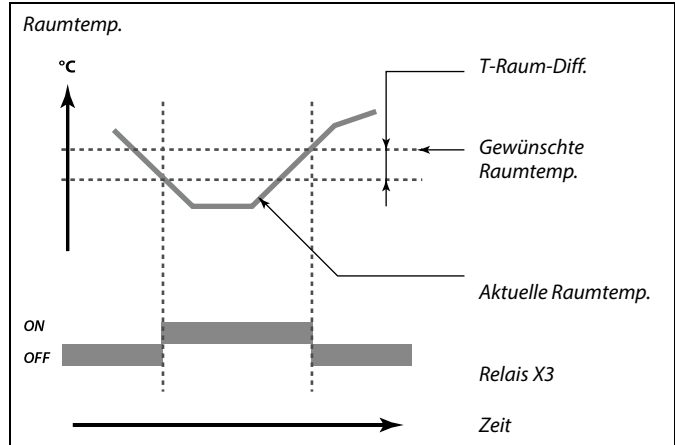 Raumtemp.
°C
T-Raum-Diff.
Gewünschte
Raumtemp.
Aktuelle Raumtemp.
ON
OFF
Relais X3
Zeit